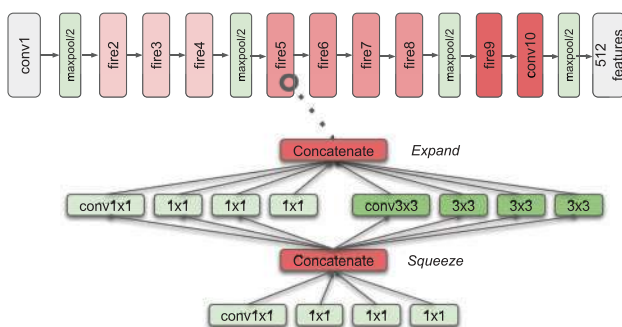 conv1
maxpool/2
fire2
fire3
fire4
maxpool/2
fire5
fire6
fire7
fire8
maxpool/2
fire9
conv10
maxpool/2
512
features
Concatenate Expand
conv1x1 1x1 1x1 1x1 conv3x3 3x3 3x3 3x3
Concatenate Squeeze
conv1x1 1x1 1x1 1x1